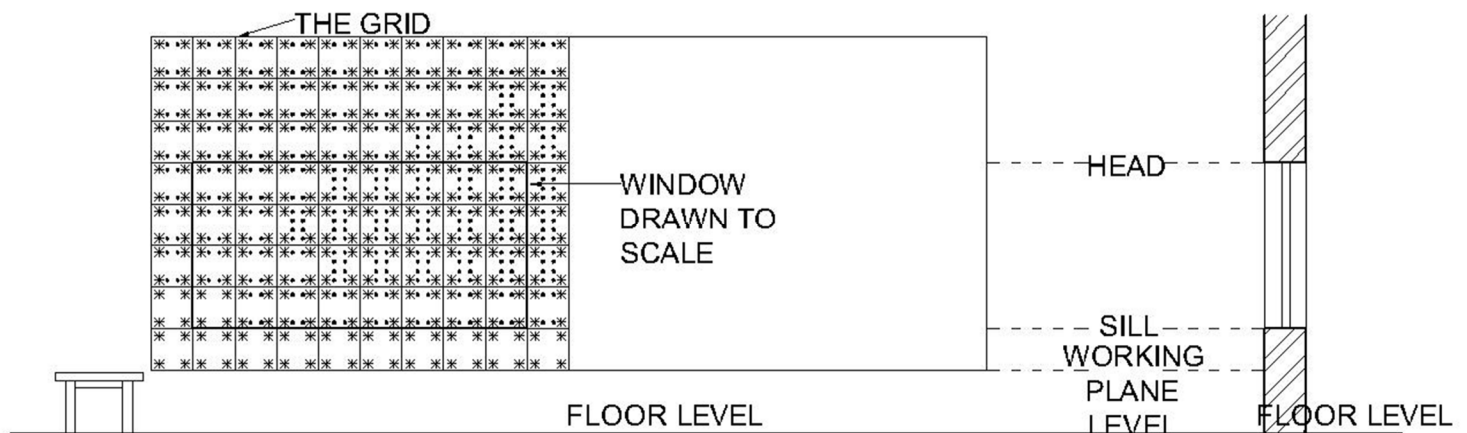 THE GRID
HEAD
WINDOW
DRAWN TO
SCALE
SILL
WORKING
PLANE
LEVEL
FLOOR LEVEL
FLOOR LEVEL